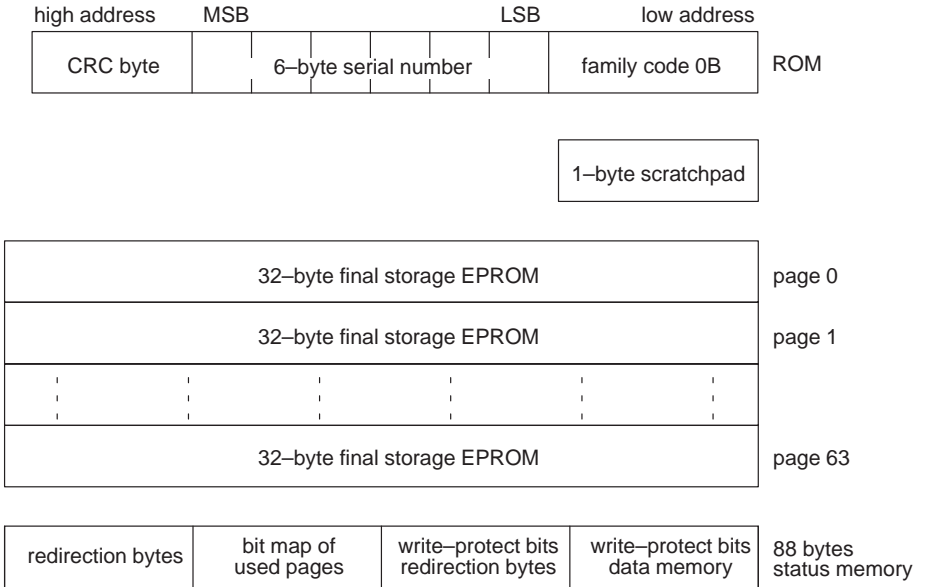 high address MSB LSB low address
CRC byte 6–byte serial number family code 0B ROM
1–byte scratchpad
32–byte final storage EPROM page 0
32–byte final storage EPROM page 1
32–byte final storage EPROM page 63
redirection bytes
bit map of
used pages
write–protect bits
redirection bytes
write–protect bits
data memory
88 bytes
status memory